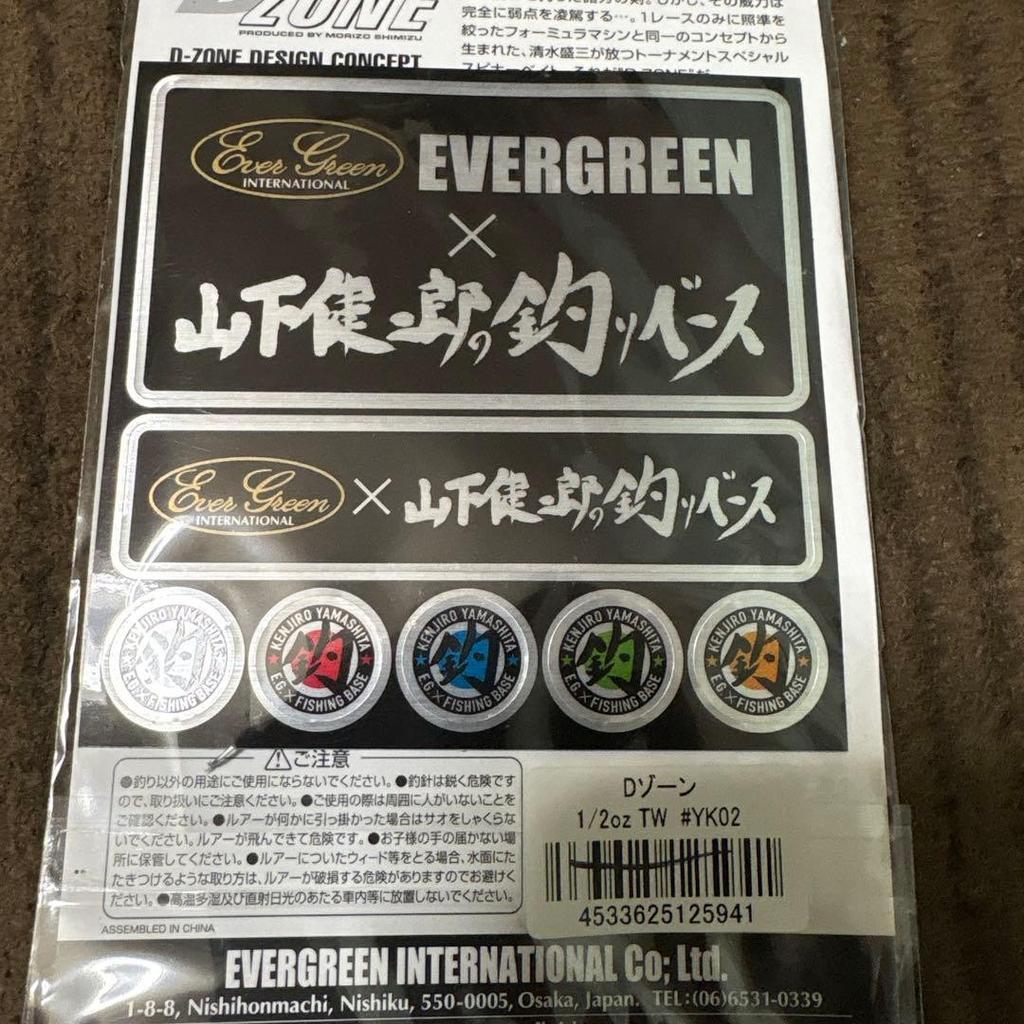 ZONE
PRODUCED BY MORIZO SHIMIZU
D-ZONE DESIGN CONCEPT
完全に弱点を凌駕する…。1レースのみに照準を
絞ったフォーミュラマシンと同一のコンセプトから
生まれた、清水盛三が放つトーナメントスペシャル
Ever Green
INTERNATIONAL
EVERGREEN
×
山下健二郎の釣りベース
Ever Green
INTERNATIONAL
×
山下健二郎の釣りベース
KENJIRO YAMASHITA
釣
E.G × FISHING BASE
KENJIRO YAMASHITA
釣
E.G × FISHING BASE
KENJIRO YAMASHITA
釣
E.G × FISHING BASE
KENJIRO YAMASHITA
釣
E.G × FISHING BASE
KENJIRO YAMASHITA
釣
E.G × FISHING BASE
ご注意
●釣り以外の用途にご使用にならないでください。●釣針は鋭く危険です
ので、取り扱いにご注意ください。●ご使用の際は周囲に人がいないことを
ご確認ください。●ルアーが何かに引っ掛かった場合はサオをしゃくらな
いでください。ルアーが飛んできて危険です。●お子様の手の届かない場
所に保管してください。●ルアーについたウィード等をとる場合、水面にた
たきつけるような取り方は、ルアーが破損する危険がありますのでお避けく
ださい。●高温多湿及び直射日光のあたる車内等に放置しないでください。
ASSEMBLED IN CHINA
Dゾーン
1/2oz TW #YK02
4533625125941
EVERGREEN INTERNATIONAL Co; Ltd.
1-8-8, Nishihonmachi, Nishiku, 550-0005, Osaka, Japan. TEL:(06)6531-0339